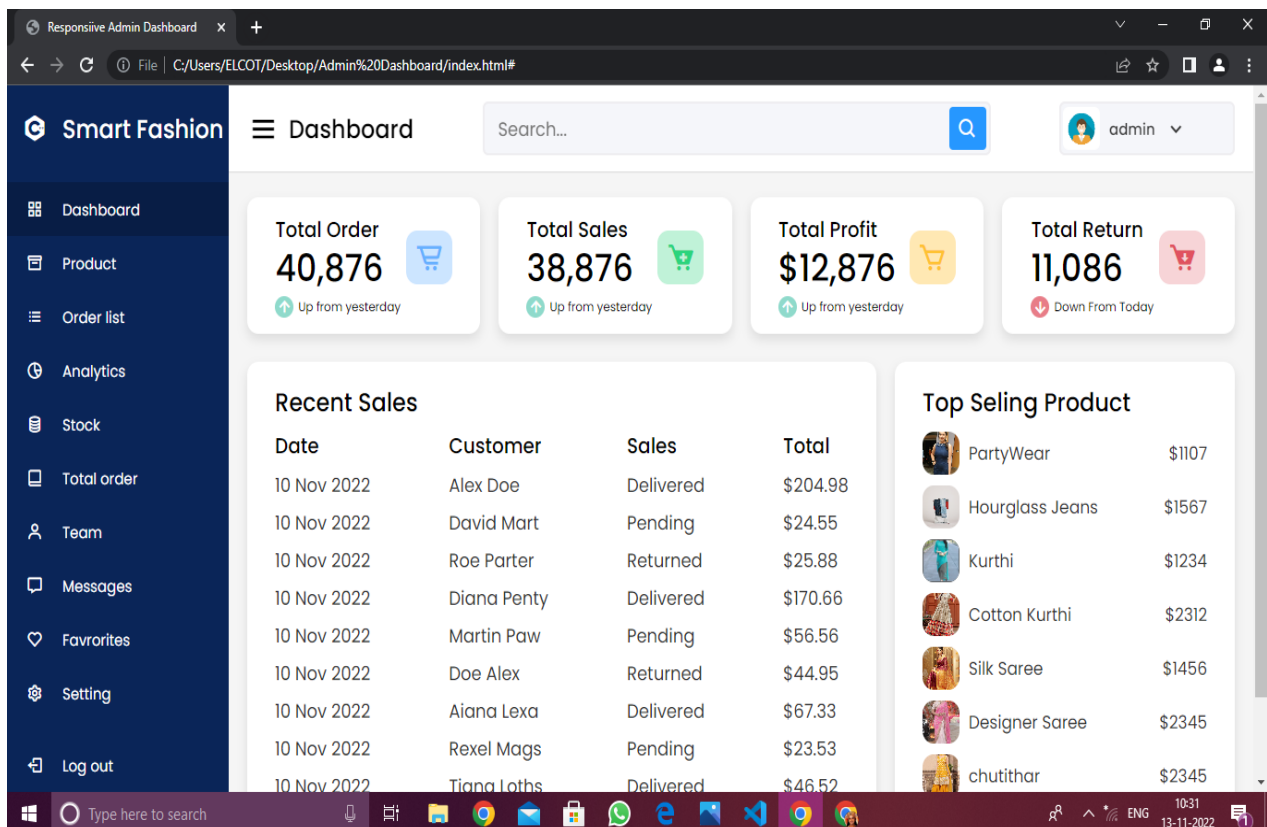 Responsiive Admin Dashboard
File C:/Users/ELCOT/Desktop/Admin%20Dashboard/index.html#
Smart Fashion
Dashboard
Search...
admin
Dashboard
Product
Order list
Analytics
Stock
Total order
Team
Messages
Favrorites
Setting
Log out
Total Order
40,876
Up from yesterday
Total Sales
38,876
Up from yesterday
Total Profit
$12,876
Up from yesterday
Total Return
11,086
Down From Today
Recent Sales
Date Customer Sales Total
10 Nov 2022 Alex Doe Delivered $204.98
10 Nov 2022 David Mart Pending $24.55
10 Nov 2022 Roe Parter Returned $25.88
10 Nov 2022 Diana Penty Delivered $170.66
10 Nov 2022 Martin Paw Pending $56.56
10 Nov 2022 Doe Alex Returned $44.95
10 Nov 2022 Aiana Lexa Delivered $67.33
10 Nov 2022 Rexel Mags Pending $23.53
10 Nov 2022 Tiana Loths Delivered $46.52
Top Seling Product
PartyWear $1107
Hourglass Jeans $1567
Kurthi $1234
Cotton Kurthi $2312
Silk Saree $1456
Designer Saree $2345
chutithar $2345
Type here to search
ENG
10:31
13-11-2022
1